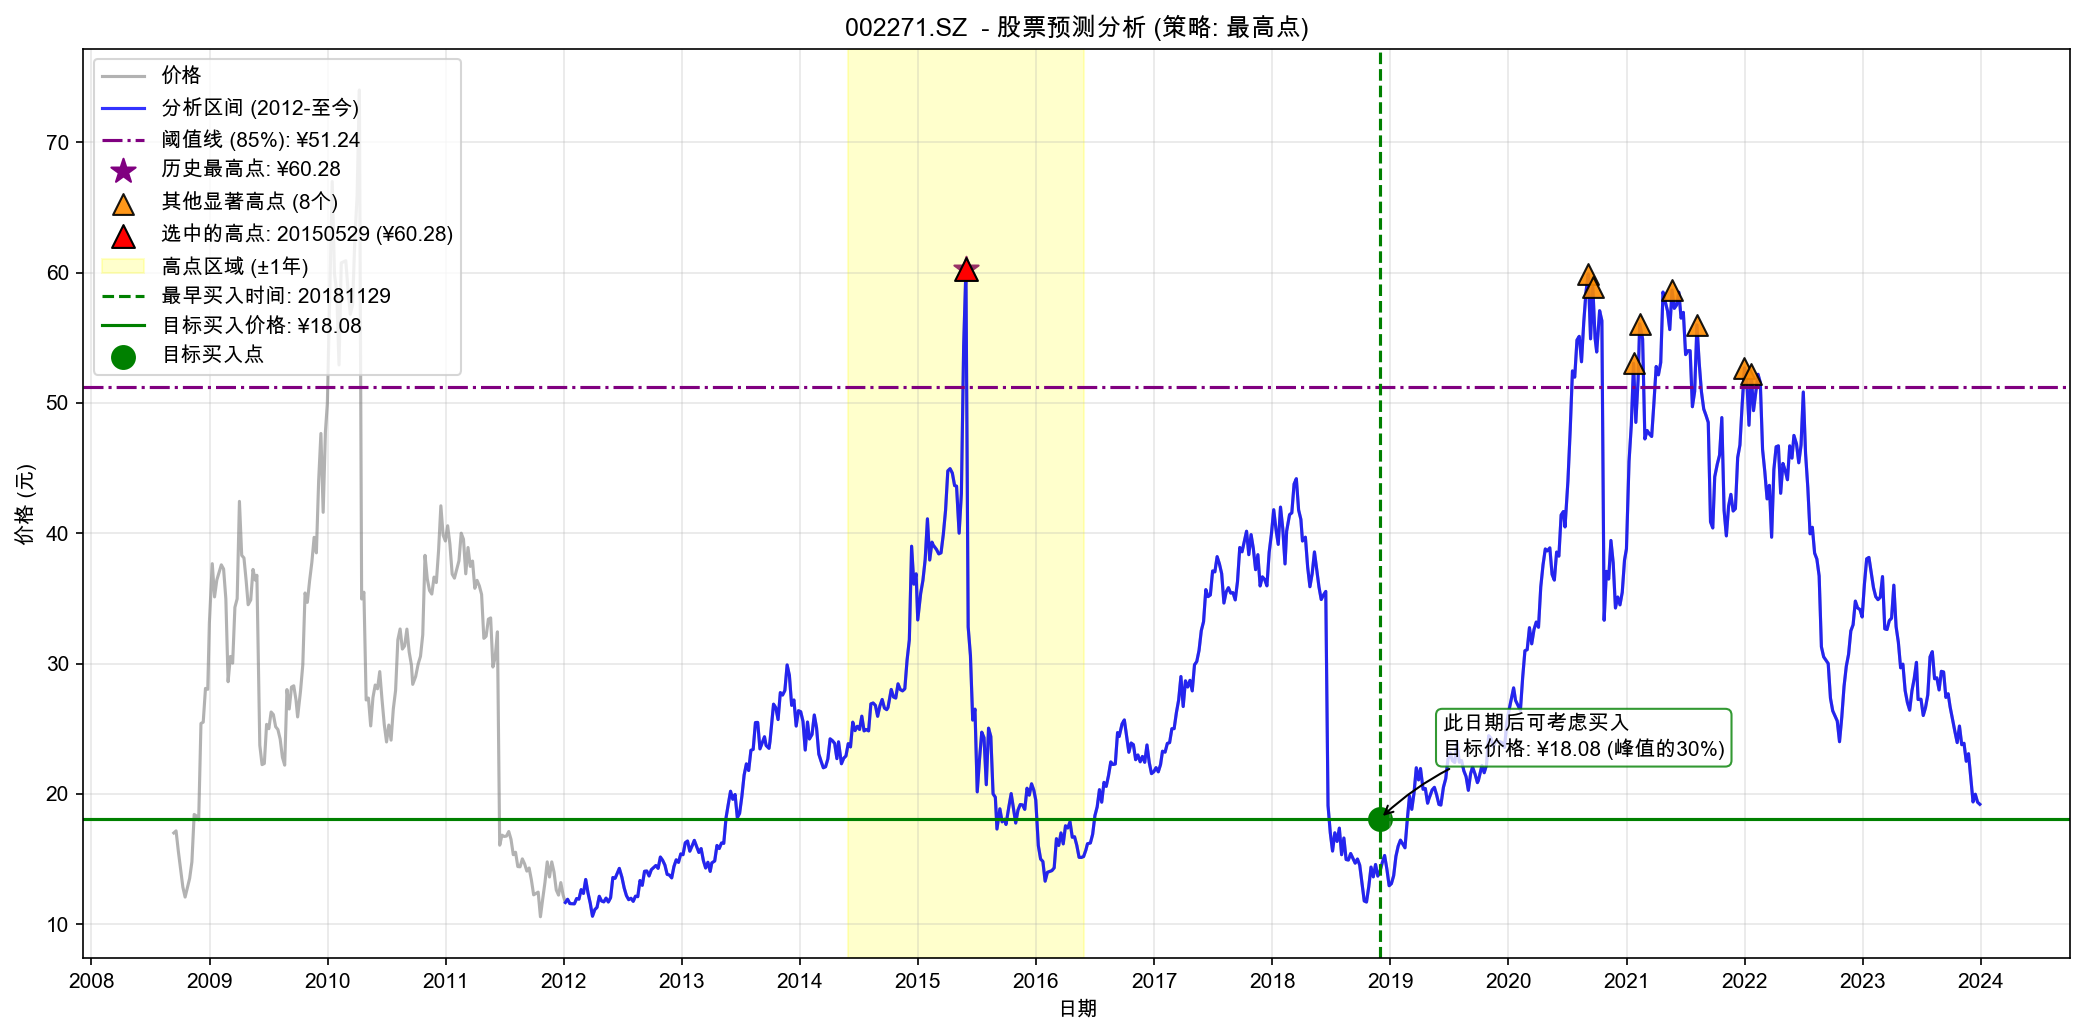 002271.SZ - 股票预测分析 (策略: 最高点)
价格
分析区间 (2012-至今)
阈值线 (85%): ¥51.24
历史最高点: ¥60.28
其他显著高点 (8个)
选中的高点: 20150529 (¥60.28)
高点区域 (±1年)
最早买入时间: 20181129
目标买入价格: ¥18.08
目标买入点
价格 (元)
70
60
50
40
30
20
10
此日期后可考虑买入
目标价格: ¥18.08 (峰值的30%)
2008 2009 2010 2011 2012 2013 2014 2015 2016 2017 2018 2019 2020 2021 2022 2023 2024
日期